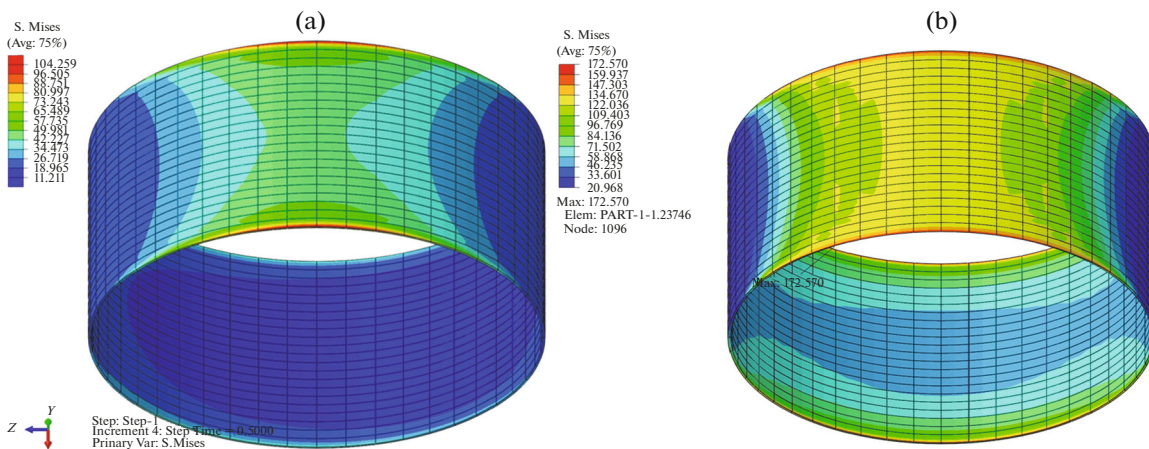 (a)
S. Mises
(Avg: 75%)
104.259
96.505
88.751
80.997
73.243
65.489
57.735
49.981
42.227
34.473
26.719
18.965
11.211
Z
Y
Step: Step-1
Increment 4: Step Time = 0.5000
Primary Var: S.Mises
(b)
S. Mises
(Avg: 75%)
172.570
159.937
147.303
134.670
122.036
109.403
96.769
84.136
71.502
58.868
46.235
33.601
20.968
Max: 172.570
Elem: PART-1-1.23746
Node: 1096
Max: 172.570